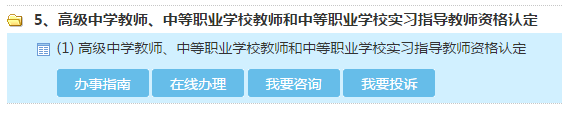 5、高级中学教师、中等职业学校教师和中等职业学校实习指导教师资格认定
(1) 高级中学教师、中等职业学校教师和中等职业学校实习指导教师资格认定
办事指南 在线办理 我要咨询 我要投诉